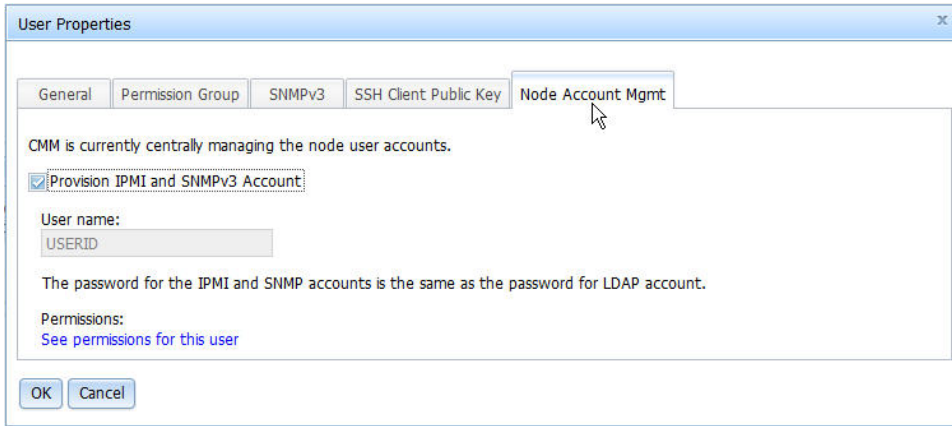 User Properties x
General Permission Group SNMPv3 SSH Client Public Key Node Account Mgmt
CMM is currently centrally managing the node user accounts.
Provision IPMI and SNMPv3 Account
User name:
USERID
The password for the IPMI and SNMP accounts is the same as the password for LDAP account.
Permissions:
See permissions for this user
OK Cancel